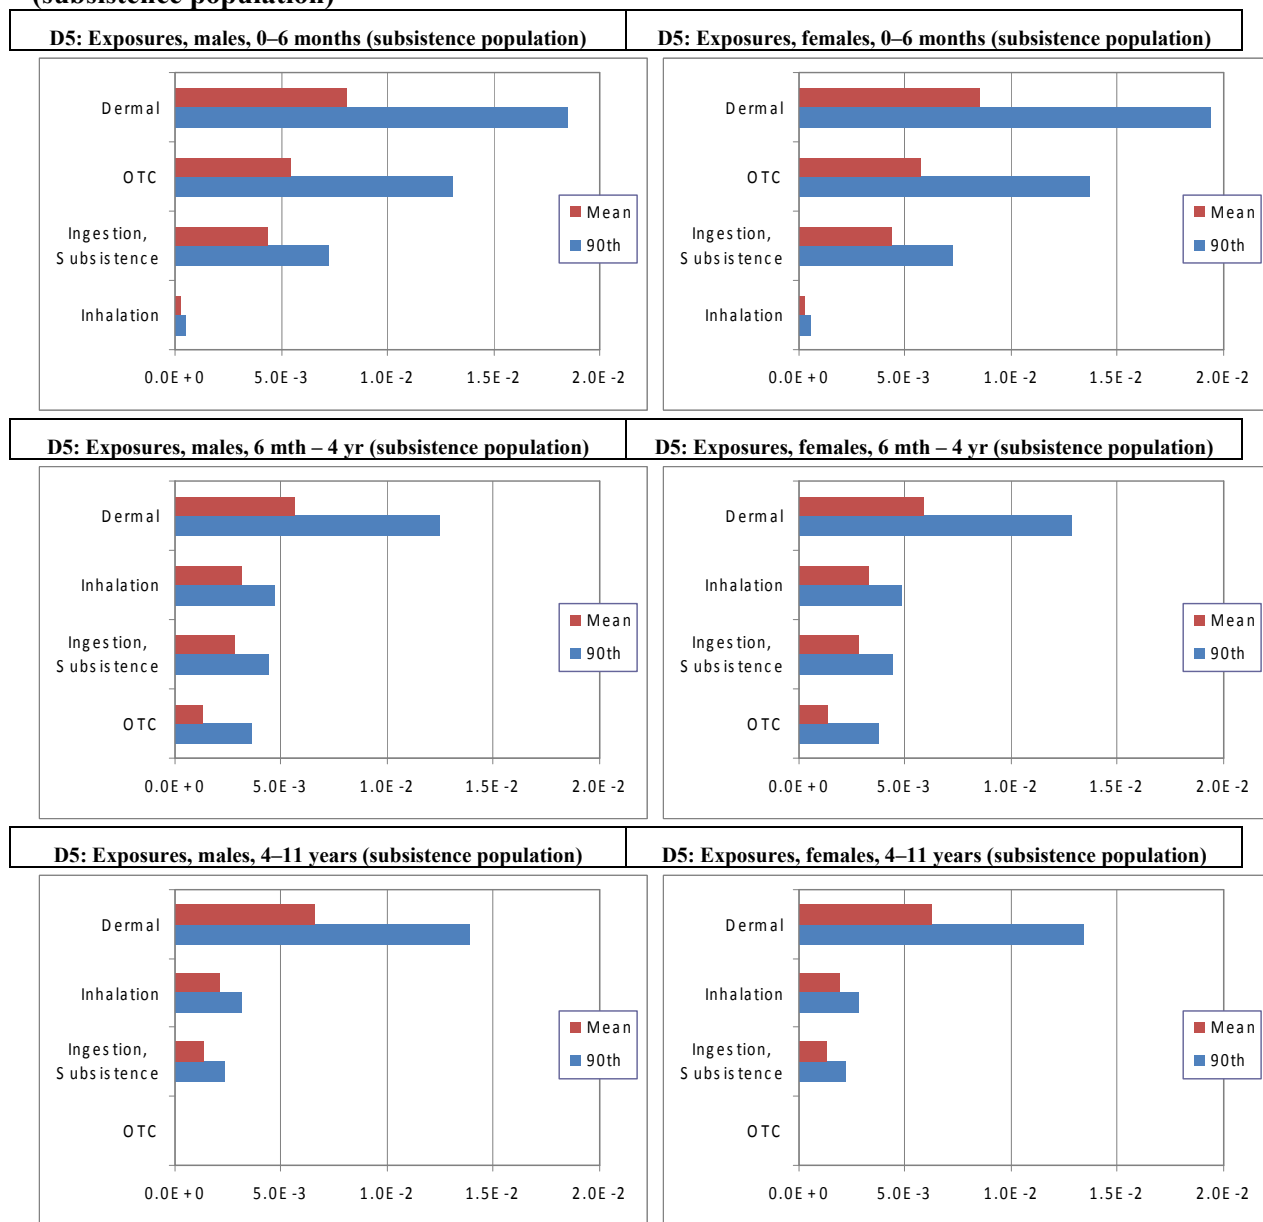 (subsistence population)
D5: Exposures, males, 0–6 months (subsistence population)
D5: Exposures, females, 0–6 months (subsistence population)
Dermal
OTC
Ingestion,
Subsistence
Inhalation
Mean
90th
0.0E+0 5.0E-3 1.0E-2 1.5E-2 2.0E-2
Dermal
OTC
Ingestion,
Subsistence
Inhalation
Mean
90th
0.0E+0 5.0E-3 1.0E-2 1.5E-2 2.0E-2
D5: Exposures, males, 6 mth – 4 yr (subsistence population)
D5: Exposures, females, 6 mth – 4 yr (subsistence population)
Dermal
Inhalation
Ingestion,
Subsistence
OTC
Mean
90th
0.0E+0 5.0E-3 1.0E-2 1.5E-2 2.0E-2
Dermal
Inhalation
Ingestion,
Subsistence
OTC
Mean
90th
0.0E+0 5.0E-3 1.0E-2 1.5E-2 2.0E-2
D5: Exposures, males, 4–11 years (subsistence population)
D5: Exposures, females, 4–11 years (subsistence population)
Dermal
Inhalation
Ingestion,
Subsistence
OTC
Mean
90th
0.0E+0 5.0E-3 1.0E-2 1.5E-2 2.0E-2
Dermal
Inhalation
Ingestion,
Subsistence
OTC
Mean
90th
0.0E+0 5.0E-3 1.0E-2 1.5E-2 2.0E-2